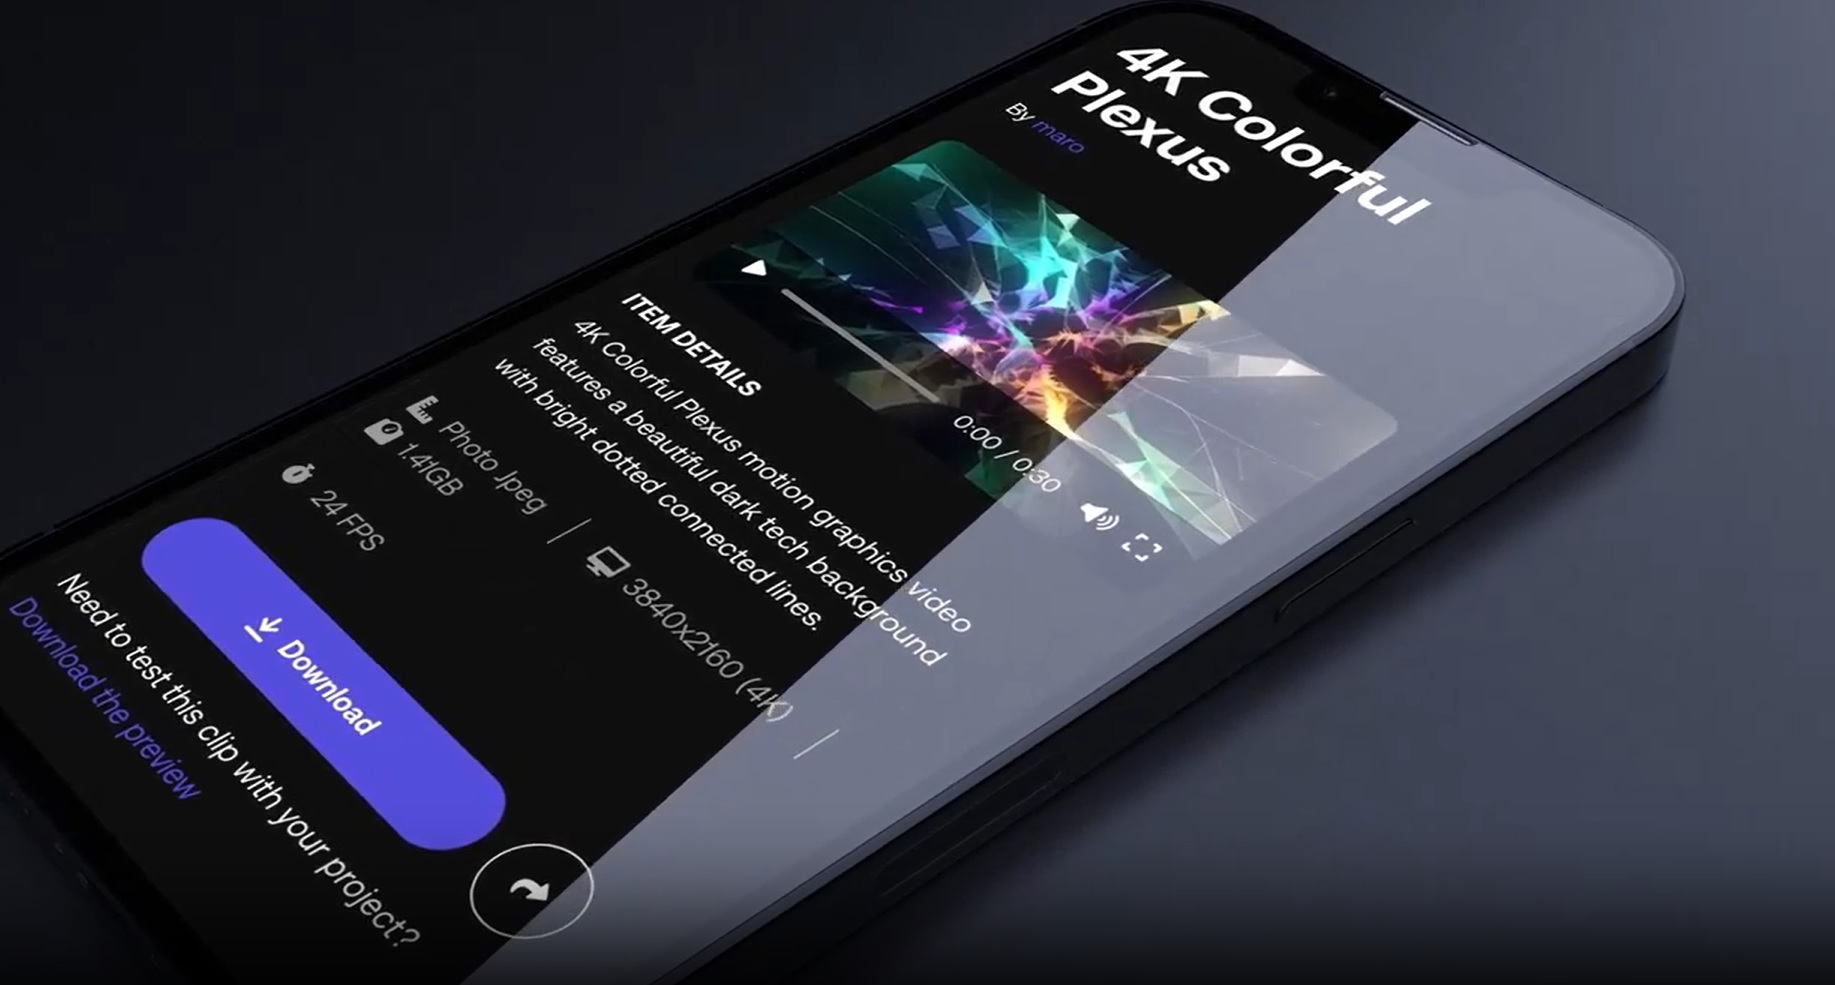 4K Colorful
Plexus
By maro
0:00 / 0:30
ITEM DETAILS
4K Colorful Plexus motion graphics video
features a beautiful dark tech background
with bright dotted connected lines.
Photo Jpeg | 3840x2160 (4K) |
1.41GB
24 FPS
Download
Need to test this clip with your project?
Download the preview